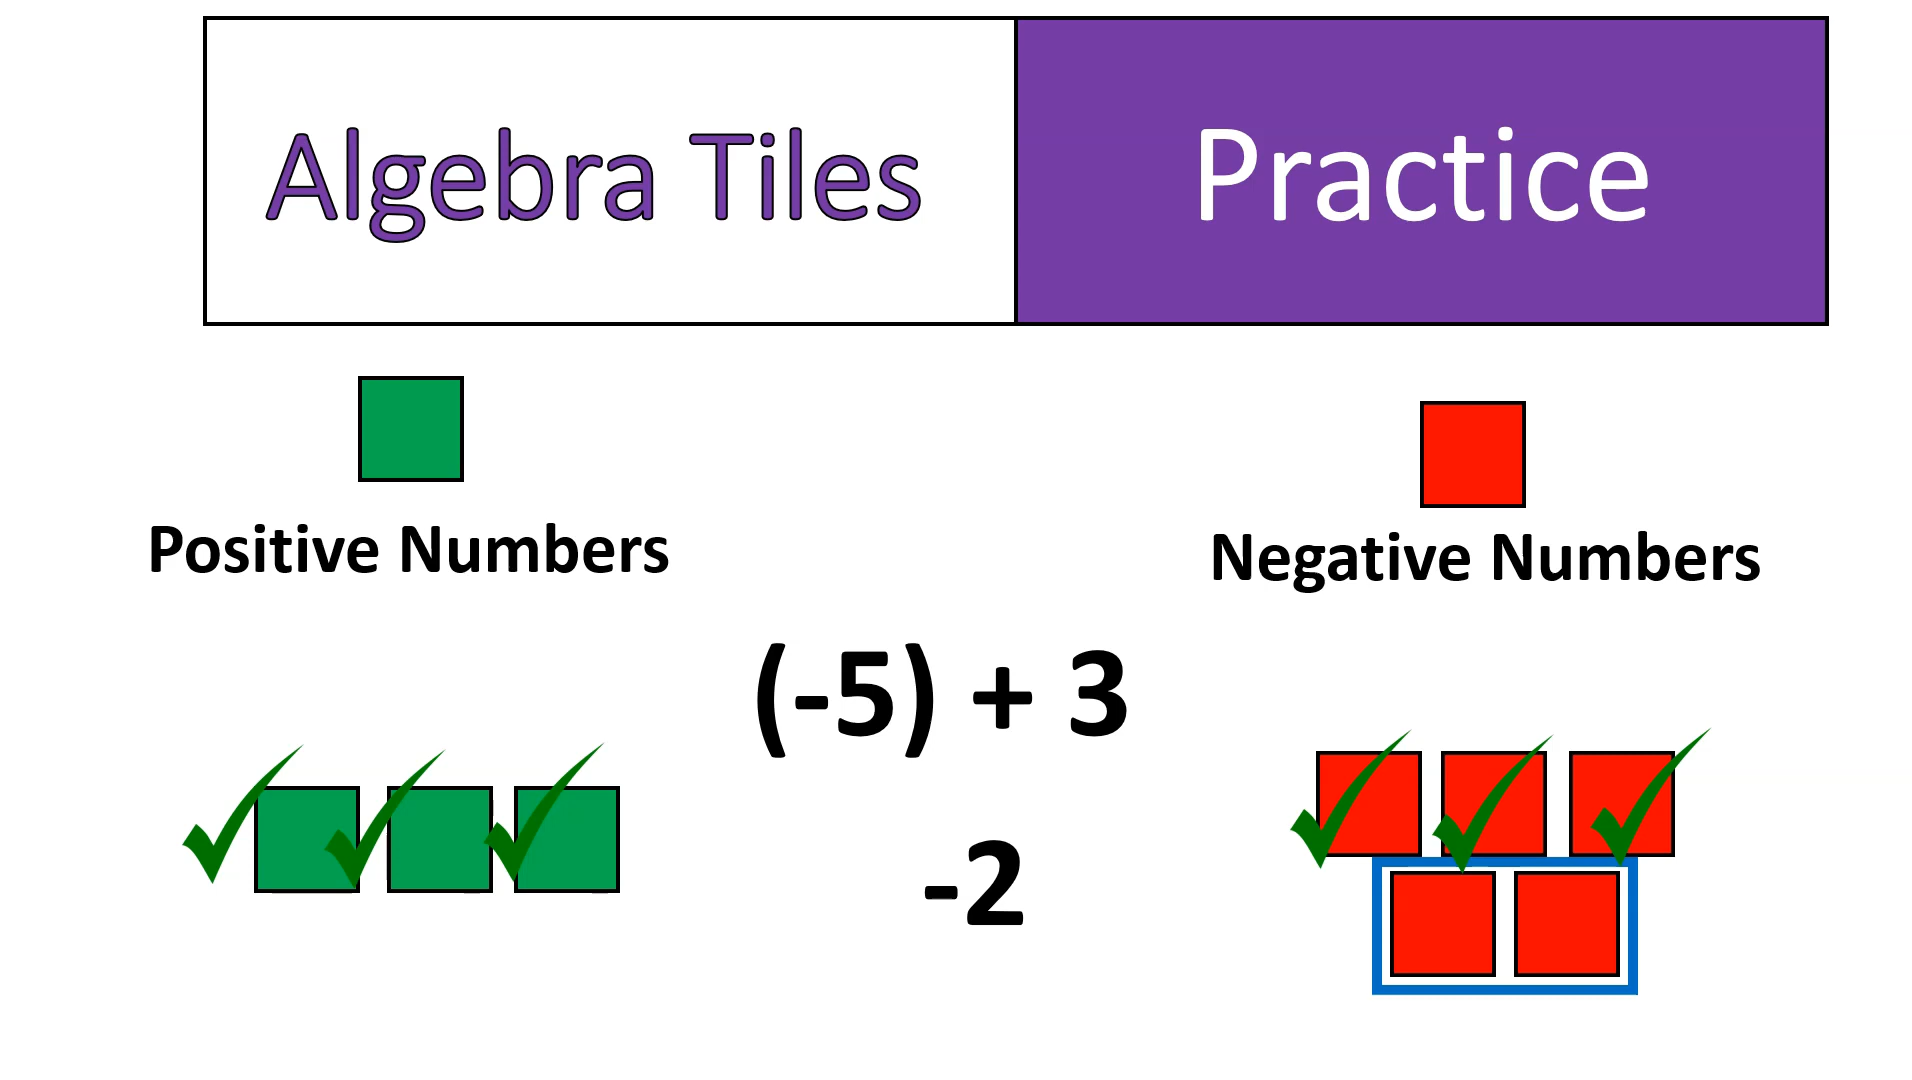 Algebra Tiles
Practice
Positive Numbers
Negative Numbers
(-5) + 3
-2